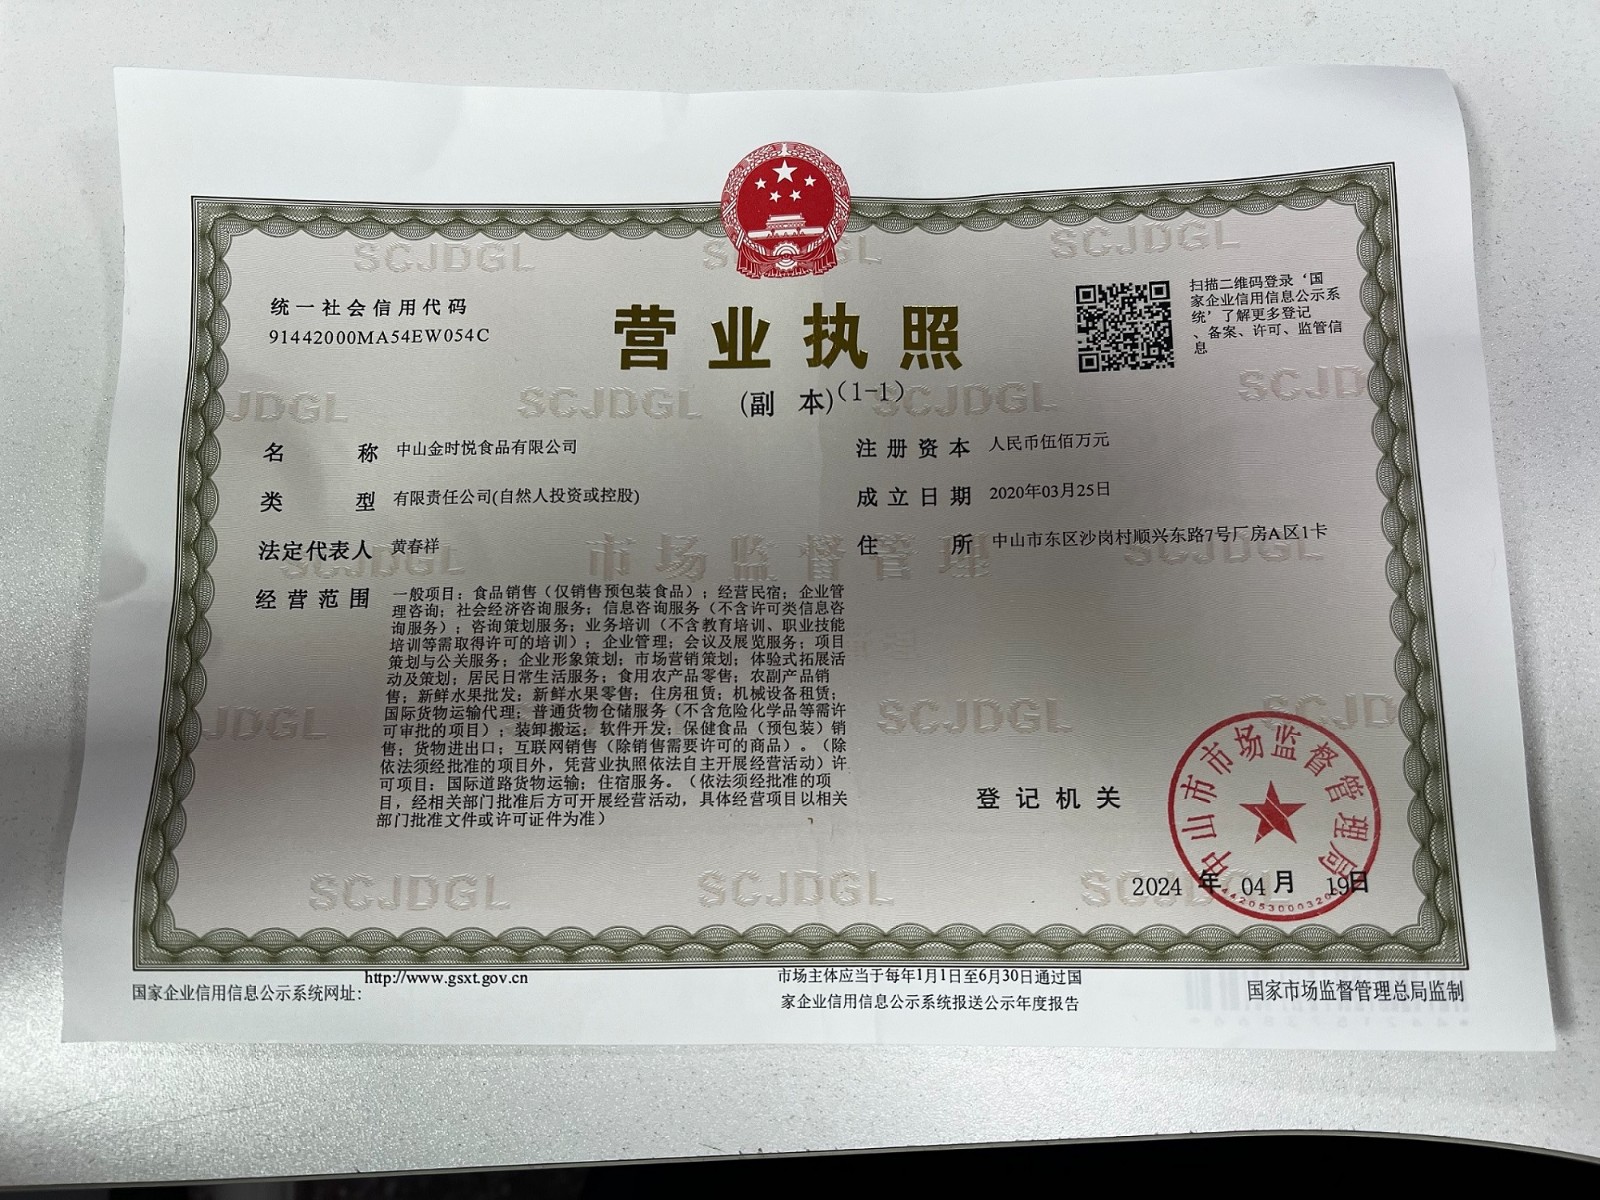 统一社会信用代码
91442000MA54EW054C
营业执照
(副 本)(1-1)
扫描二维码登录‘国
家企业信用信息公示系
统’了解更多登记
、备案、许可、监管信
息
名 称 中山金时悦食品有限公司
类 型 有限责任公司(自然人投资或控股)
法定代表人 黄春祥
经营范围 一般项目：食品销售（仅销售预包装食品）；经营民宿；企业管
理咨询；社会经济咨询服务；信息咨询服务（不含许可类信息咨
询服务）；咨询策划服务；业务培训（不含教育培训、职业技能
培训等需取得许可的培训）；企业管理；会议及展览服务；项目
策划与公关服务；企业形象策划；市场营销策划；体验式拓展活
动及策划；居民日常生活服务；食用农产品零售；农副产品销
售；新鲜水果批发；新鲜水果零售；住房租赁；机械设备租赁；
国际货物运输代理；普通货物仓储服务（不含危险化学品等需许
可审批的项目）；装卸搬运；软件开发；保健食品（预包装）销
售；货物进出口；互联网销售（除销售需要许可的商品）。（除
依法须经批准的项目外，凭营业执照依法自主开展经营活动）许
可项目：国际道路货物运输；住宿服务。（依法须经批准的项
目，经相关部门批准后方可开展经营活动，具体经营项目以相关
部门批准文件或许可证件为准）
注册资本 人民币伍佰万元
成立日期 2020年03月25日
住 所 中山市东区沙岗村顺兴东路7号厂房A区1卡
登记机关
中山市市场监督管理局
2024 年 04 月 19日
SCJDGL
SCJDGL
市场监督管理
国家企业信用信息公示系统网址：
http://www.gsxt.gov.cn
市场主体应当于每年1月1日至6月30日通过国
家企业信用信息公示系统报送公示年度报告
国家市场监督管理总局监制